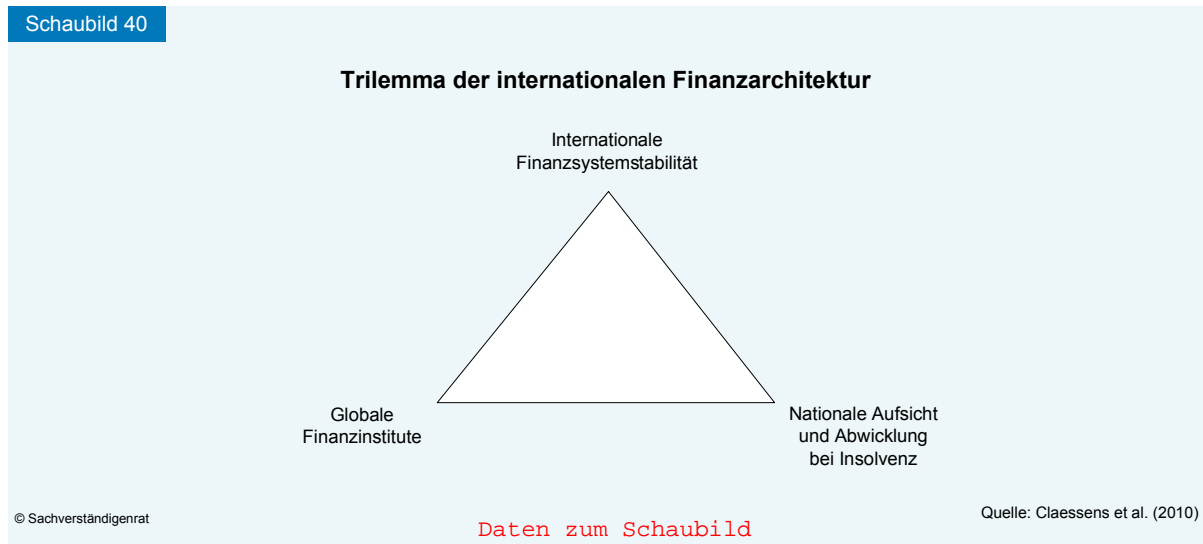 Schaubild 40
Trilemma der internationalen Finanzarchitektur
Internationale
Finanzsystemstabilität
Globale
Finanzinstitute
Nationale Aufsicht
und Abwicklung
bei Insolvenz
© Sachverständigenrat
Daten zum Schaubild
Quelle: Claessens et al. (2010)